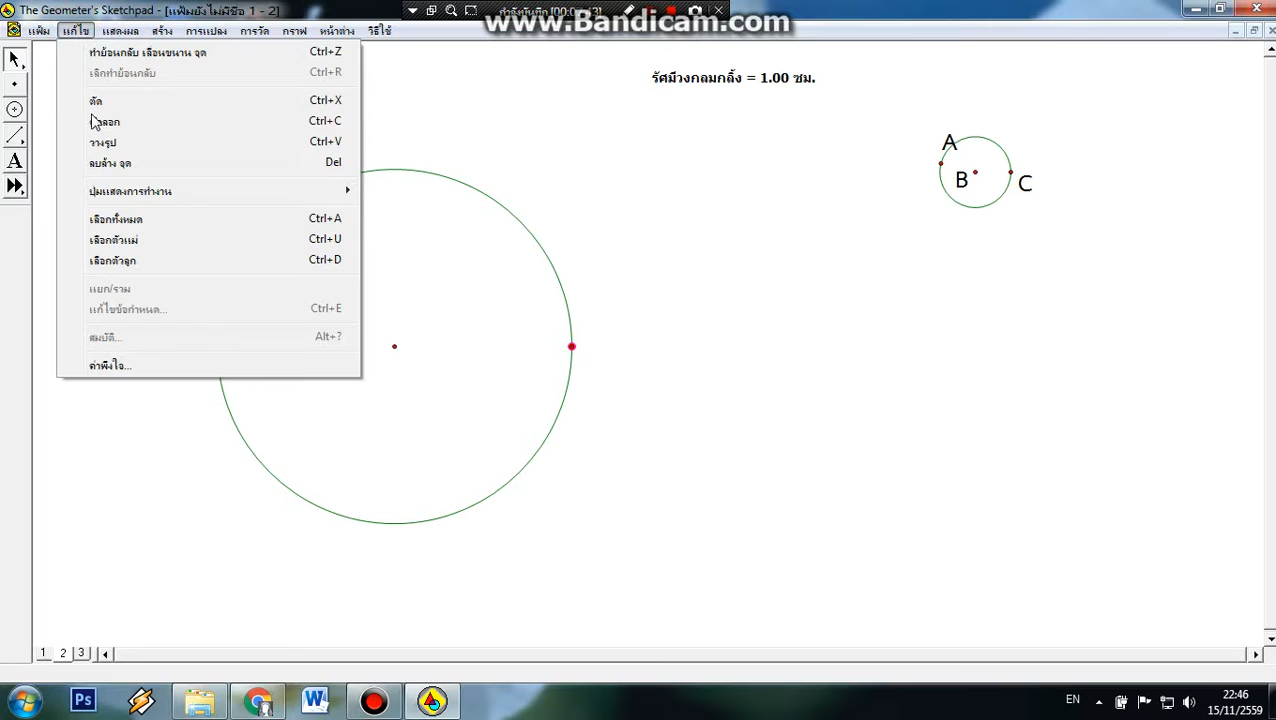 The Geometer's Sketchpad - [แฟ้มยังไม่มีชื่อ 1 - 2]
กำลังบันทึก
www.Bandicam.com
แฟ้ม แก้ไข แสดงผล สร้าง การแปลง การวัด กราฟ หน้าต่าง วิธีใช้
ทำย้อนกลับ เลื่อนขนาน จุด Ctrl+Z
เลิกทำย้อนกลับ Ctrl+R
ตัด Ctrl+X
Ctrl+C
วางรูป Ctrl+V
ลบล้าง จุด Del
ปุ่มแสดงการทำงาน
เลือกทั้งหมด Ctrl+A
เลือกตัวแม่ Ctrl+U
เลือกตัวลูก Ctrl+D
แยก/รวม
แก้ไขข้อกำหนด... Ctrl+E
สมบัติ... Alt+?
ค่าพึงใจ...
รัศมีวงกลมกลิ้ง = 1.00 ซม.
A
B
C
A
1 2 3
Ps
W
EN
22:46
15/11/2559